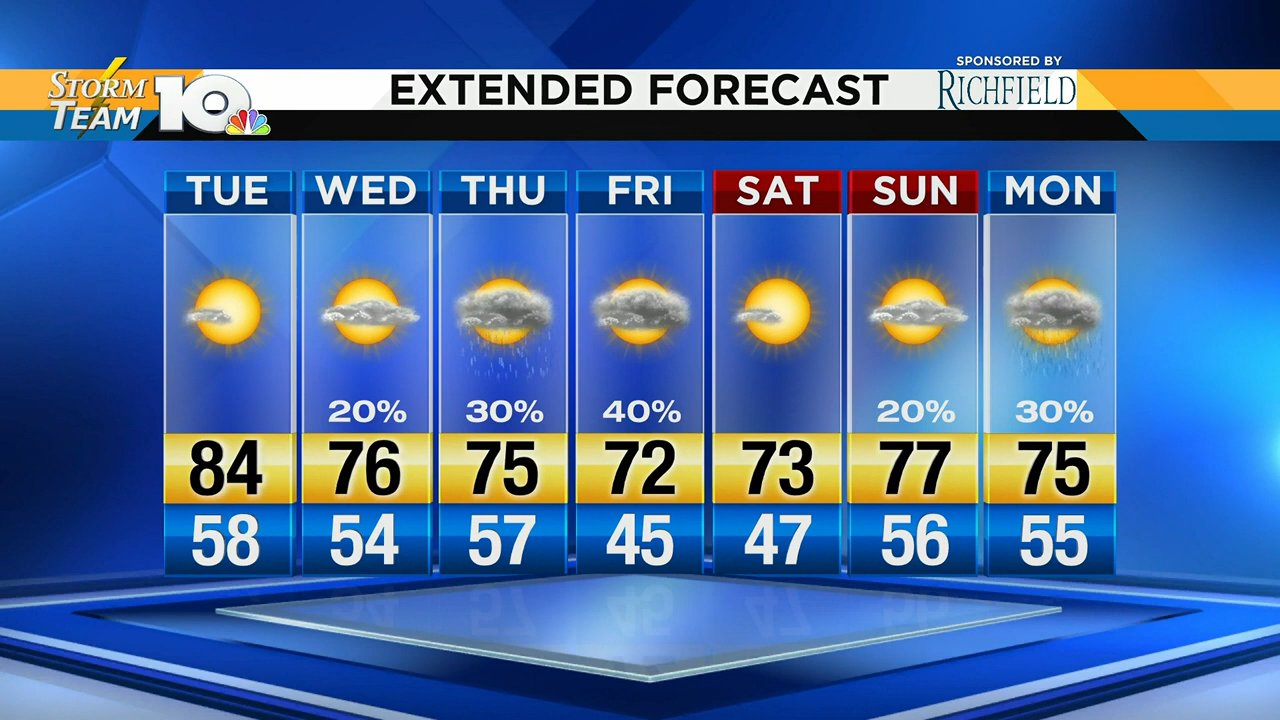 SPONSORED BY
STORM TEAM 10
EXTENDED FORECAST
RICHFIELD
TUE WED THU FRI SAT SUN MON
20% 30% 40% 20% 30%
84 76 75 72 73 77 75
58 54 57 45 47 56 55